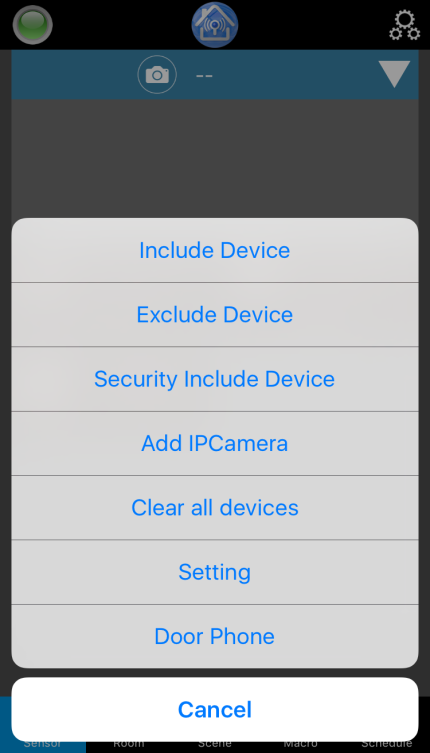 --
Include Device
Exclude Device
Security Include Device
Add IPCamera
Clear all devices
Setting
Door Phone
Cancel
Sensor Room Scene Macro Schedule